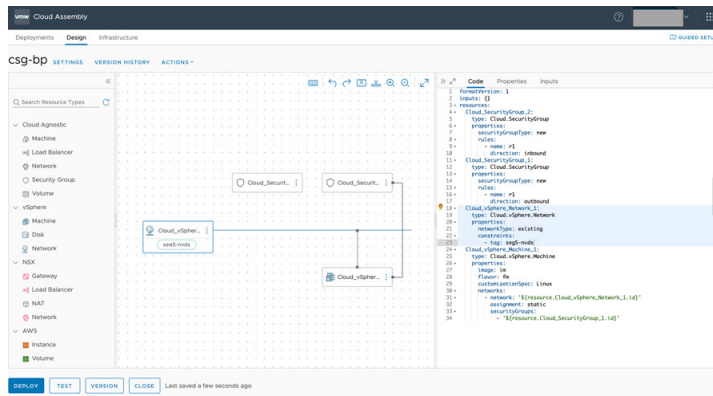 vmw Cloud Assembly
Deployments Design Infrastructure
GUIDED SETU
csg-bp SETTINGS VERSION HISTORY ACTIONS
Search Resource Types
Cloud Agnostic
Machine
Load Balancer
Network
Security Group
Volume
vSphere
Machine
Disk
Network
NSX
Gateway
Load Balancer
NAT
Network
AWS
Instance
Volume
Cloud_Securit...
Cloud_Securit...
Cloud_vSpher...
seg5-nvds
Cloud_vSpher...
Code Properties Inputs
1 formatVersion: 1
2 inputs: {}
3 resources:
4 Cloud_SecurityGroup_2:
5 type: Cloud.SecurityGroup
6 properties:
7 securityGroupType: new
8 rules:
9 - name: r1
10 direction: inbound
11 Cloud_SecurityGroup_1:
12 type: Cloud.SecurityGroup
13 properties:
14 securityGroupType: new
15 rules:
16 - name: r1
17 direction: outbound
18 Cloud_vSphere_Network_1:
19 type: Cloud.vSphere.Network
20 properties:
21 networkType: existing
22 constraints:
23 - tag: seg5-nvds
24 Cloud_vSphere_Machine_1:
25 type: Cloud.vSphere.Machine
26 properties:
27 image: im
28 flavor: fm
29 customizationSpec: Linux
30 networks:
31 - network: '${resource.Cloud_vSphere_Network_1.id}'
32 assignment: static
33 securityGroups:
34 - '${resource.Cloud_SecurityGroup_1.id}'
DEPLOY TEST VERSION CLOSE Last saved a few seconds ago